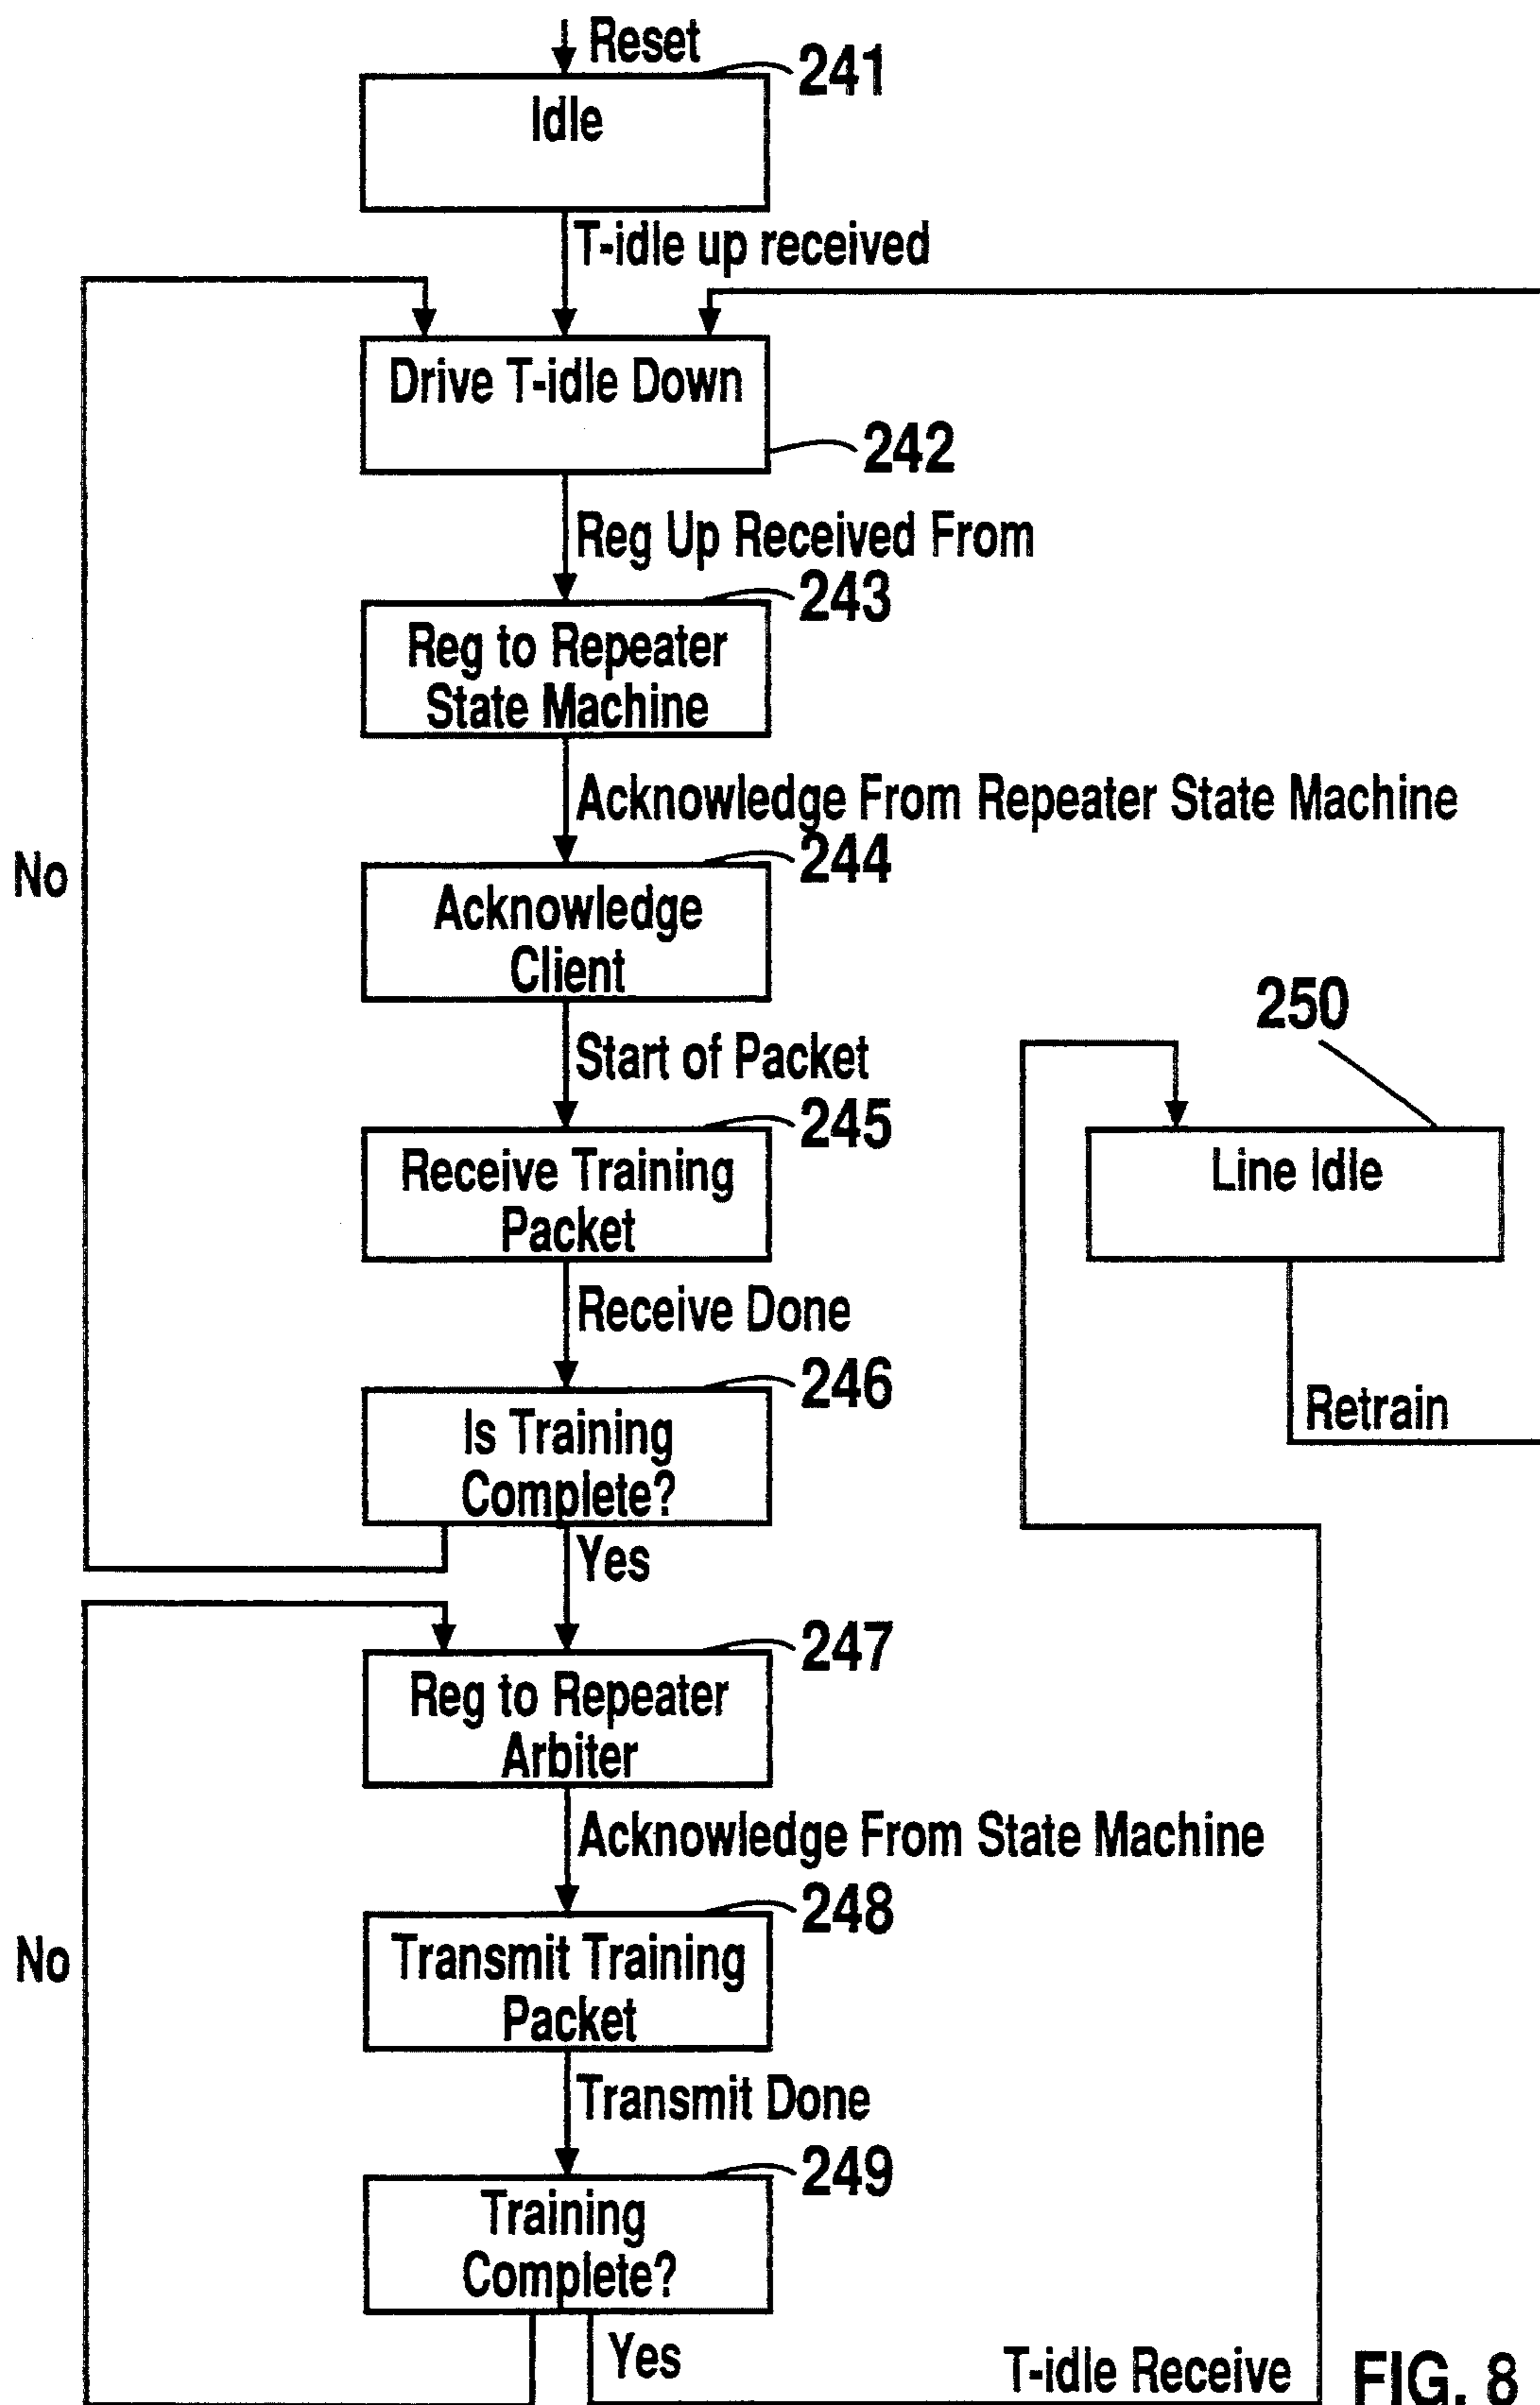 Reset
241
Idle
T-idle up received
Drive T-idle Down
242
Reg Up Received From
243
Reg to Repeater
State Machine
Acknowledge From Repeater State Machine
244
No
Acknowledge
Client
250
Start of Packet
245
Receive Training
Packet
Line Idle
Receive Done
246
Retrain
Is Training
Complete?
Yes
247
Reg to Repeater
Arbiter
Acknowledge From State Machine
248
No
Transmit Training
Packet
Transmit Done
249
Training
Complete?
Yes
T-idle Receive
FIG. 8